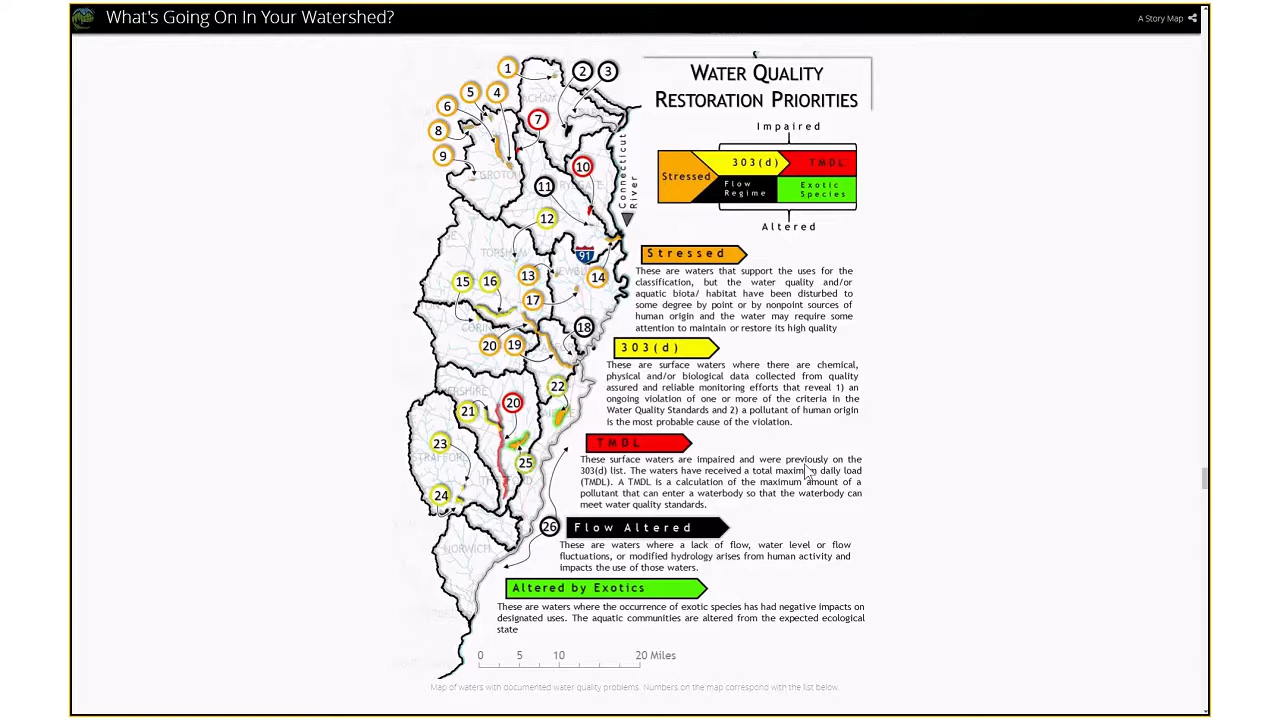 What's Going On In Your Watershed?
A Story Map
WATER QUALITY
RESTORATION PRIORITIES
Impaired
Stressed
303(d)
TMDL
Flow
Regime
Exotic
Species
Altered
1
2
3
5
4
6
7
8
9
10
11
12
GROTON
Connecticut
River
91
TOPSHAM
13
14
15
16
17
18
20
19
22
20
21
23
25
24
STRAFFORD
NORWICH
26
Stressed
These are waters that support the uses for the
classification, but the water quality and/or
aquatic biota/ habitat have been disturbed to
some degree by point or by nonpoint sources of
human origin and the water may require some
attention to maintain or restore its high quality
303(d)
These are surface waters where there are chemical,
physical and/or biological data collected from quality
assured and reliable monitoring efforts that reveal 1) an
ongoing violation of one or more of the criteria in the
Water Quality Standards and 2) a pollutant of human origin
is the most probable cause of the violation.
TMDL
These surface waters are impaired and were previously on the
303(d) list. The waters have received a total maximum daily load
(TMDL). A TMDL is a calculation of the maximum amount of a
pollutant that can enter a waterbody so that the waterbody can
meet water quality standards.
Flow Altered
These are waters where a lack of flow, water level or flow
fluctuations, or modified hydrology arises from human activity and
impacts the use of those waters.
Altered by Exotics
These are waters where the occurrence of exotic species has had negative impacts on
designated uses. The aquatic communities are altered from the expected ecological
state
0 5 10 20 Miles
Map of waters with documented water quality problems. Numbers on the map correspond with the list below.